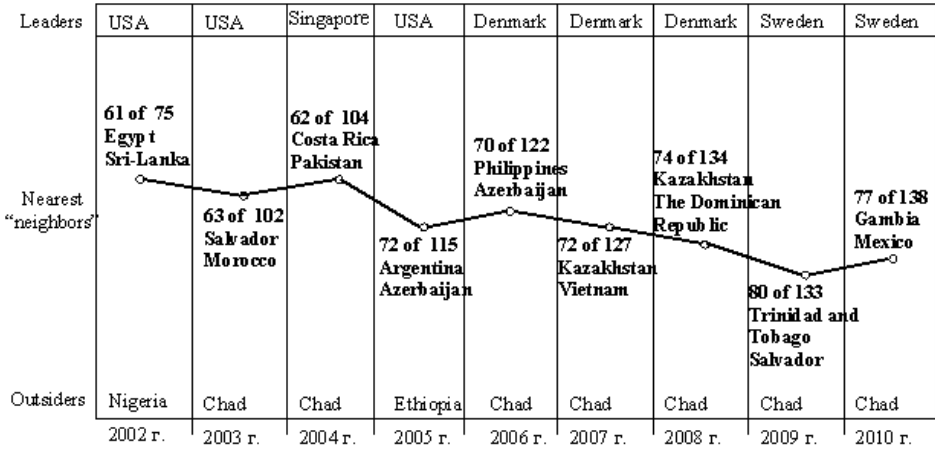 Leaders USA USA Singapore USA Denmark Denmark Denmark Sweden Sweden
61 of 75
Egypt
Sri-Lanka
63 of 102
Salvador
Morocco
62 of 104
Costa Rica
Pakistan
72 of 115
Argentina
Azerbaijan
70 of 122
Philippines
Azerbaijan
72 of 127
Kazakhstan
Vietnam
74 of 134
Kazakhstan
The Dominican
Republic
80 of 133
Trinidad and
Tobago
Salvador
77 of 138
Gambia
Mexico
Nearest
“neighbors”
Outsiders Nigeria Chad Chad Ethiopia Chad Chad Chad Chad Chad
2002 г. 2003 г. 2004 г. 2005 г. 2006 г. 2007 г. 2008 г. 2009 г. 2010 г.